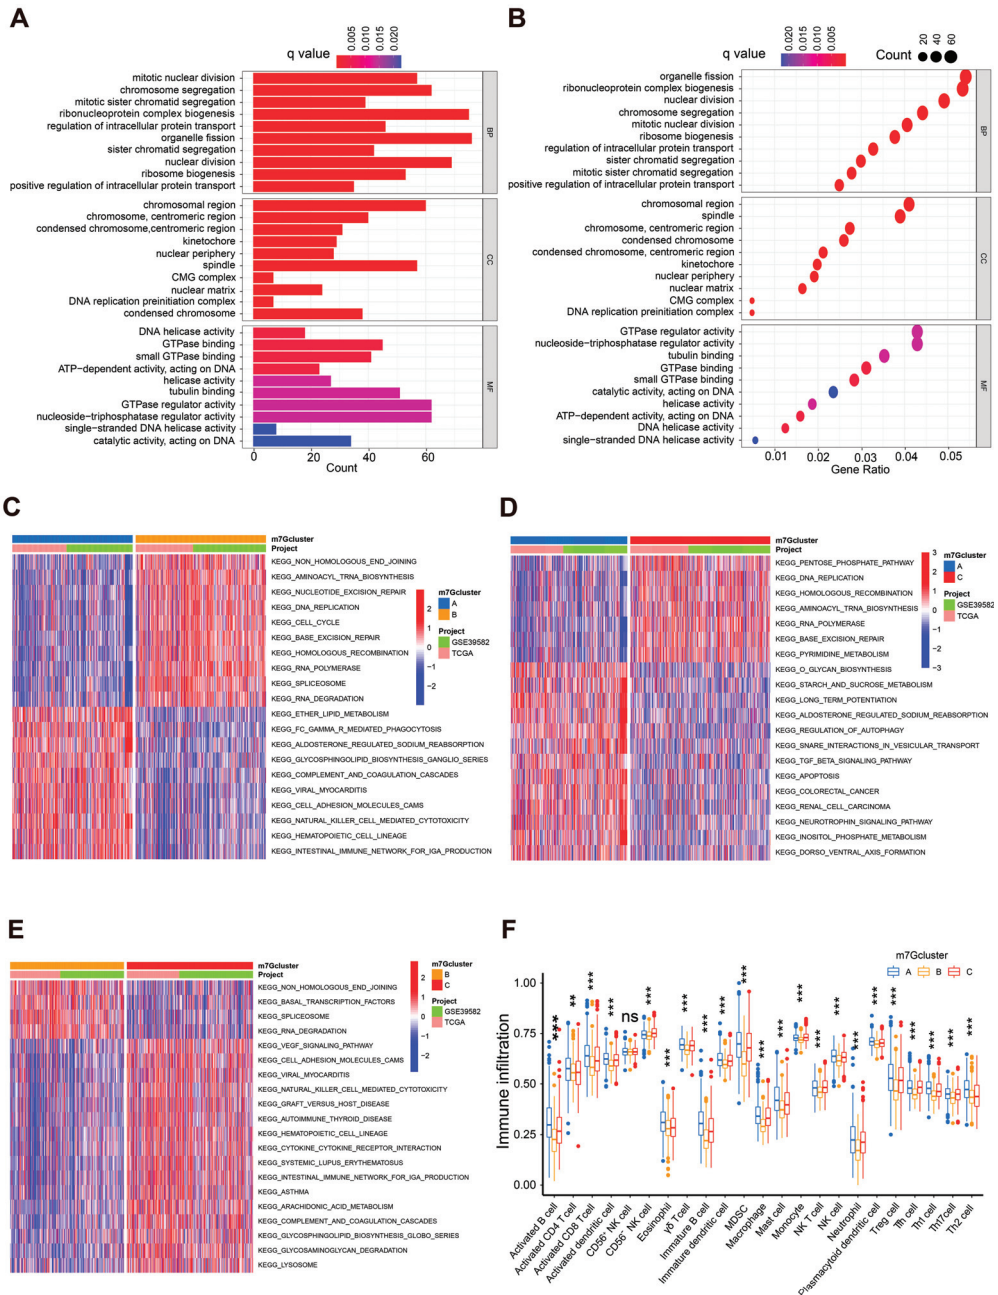 A
q value
0.005
0.010
0.015
0.020
mitotic nuclear division
chromosome segregation
mitotic sister chromatid segregation
ribonucleoprotein complex biogenesis
regulation of intracellular protein transport
organelle fission
sister chromatid segregation
nuclear division
ribosome biogenesis
positive regulation of intracellular protein transport
BP
chromosomal region
chromosome, centromeric region
condensed chromosome,centromeric region
kinetochore
nuclear periphery
spindle
CMG complex
nuclear matrix
DNA replication preinitiation complex
condensed chromosome
CC
DNA helicase activity
GTPase binding
small GTPase binding
ATP−dependent activity, acting on DNA
helicase activity
tubulin binding
GTPase regulator activity
nucleoside−triphosphatase regulator activity
single−stranded DNA helicase activity
catalytic activity, acting on DNA
MF
0 20 40 60
Count
B
q value
0.020
0.015
0.010
0.005
Count
20 40 60
organelle fission
ribonucleoprotein complex biogenesis
nuclear division
chromosome segregation
mitotic nuclear division
ribosome biogenesis
regulation of intracellular protein transport
sister chromatid segregation
mitotic sister chromatid segregation
positive regulation of intracellular protein transport
BP
chromosomal region
spindle
chromosome, centromeric region
condensed chromosome
condensed chromosome, centromeric region
kinetochore
nuclear periphery
nuclear matrix
CMG complex
DNA replication preinitiation complex
CC
GTPase regulator activity
nucleoside−triphosphatase regulator activity
tubulin binding
GTPase binding
small GTPase binding
catalytic activity, acting on DNA
helicase activity
ATP−dependent activity, acting on DNA
DNA helicase activity
single−stranded DNA helicase activity
MF
0.01 0.02 0.03 0.04 0.05
Gene Ratio
C
m7Gcluster
Project
KEGG_NON_HOMOLOGOUS_END_JOINING
KEGG_AMINOACYL_TRNA_BIOSYNTHESIS
KEGG_NUCLEOTIDE_EXCISION_REPAIR
KEGG_DNA_REPLICATION
KEGG_CELL_CYCLE
KEGG_BASE_EXCISION_REPAIR
KEGG_HOMOLOGOUS_RECOMBINATION
KEGG_RNA_POLYMERASE
KEGG_SPLICEOSOME
KEGG_RNA_DEGRADATION
KEGG_ETHER_LIPID_METABOLISM
KEGG_FC_GAMMA_R_MEDIATED_PHAGOCYTOSIS
KEGG_ALDOSTERONE_REGULATED_SODIUM_REABSORPTION
KEGG_GLYCOSPHINGOLIPID_BIOSYNTHESIS_GANGLIO_SERIES
KEGG_COMPLEMENT_AND_COAGULATION_CASCADES
KEGG_VIRAL_MYOCARDITIS
KEGG_CELL_ADHESION_MOLECULES_CAMS
KEGG_NATURAL_KILLER_CELL_MEDIATED_CYTOTOXICITY
KEGG_HEMATOPOIETIC_CELL_LINEAGE
KEGG_INTESTINAL_IMMUNE_NETWORK_FOR_IGA_PRODUCTION
2
1
0
−1
−2
m7Gcluster
A
B
Project
GSE39582
TCGA
D
m7Gcluster
Project
KEGG_PENTOSE_PHOSPHATE_PATHWAY
KEGG_DNA_REPLICATION
KEGG_HOMOLOGOUS_RECOMBINATION
KEGG_AMINOACYL_TRNA_BIOSYNTHESIS
KEGG_RNA_POLYMERASE
KEGG_BASE_EXCISION_REPAIR
KEGG_PYRIMIDINE_METABOLISM
KEGG_O_GLYCAN_BIOSYNTHESIS
KEGG_STARCH_AND_SUCROSE_METABOLISM
KEGG_LONG_TERM_POTENTIATION
KEGG_ALDOSTERONE_REGULATED_SODIUM_REABSORPTION
KEGG_REGULATION_OF_AUTOPHAGY
KEGG_SNARE_INTERACTIONS_IN_VESICULAR_TRANSPORT
KEGG_TGF_BETA_SIGNALING_PATHWAY
KEGG_APOPTOSIS
KEGG_COLORECTAL_CANCER
KEGG_RENAL_CELL_CARCINOMA
KEGG_NEUROTROPHIN_SIGNALING_PATHWAY
KEGG_INOSITOL_PHOSPHATE_METABOLISM
KEGG_DORSO_VENTRAL_AXIS_FORMATION
3
2
1
0
−1
−2
−3
m7Gcluster
A
C
Project
GSE39582
TCGA
E
m7Gcluster
Project
KEGG_NON_HOMOLOGOUS_END_JOINING
KEGG_BASAL_TRANSCRIPTION_FACTORS
KEGG_SPLICEOSOME
KEGG_RNA_DEGRADATION
KEGG_VEGF_SIGNALING_PATHWAY
KEGG_CELL_ADHESION_MOLECULES_CAMS
KEGG_VIRAL_MYOCARDITIS
KEGG_NATURAL_KILLER_CELL_MEDIATED_CYTOTOXICITY
KEGG_GRAFT_VERSUS_HOST_DISEASE
KEGG_AUTOIMMUNE_THYROID_DISEASE
KEGG_HEMATOPOIETIC_CELL_LINEAGE
KEGG_CYTOKINE_CYTOKINE_RECEPTOR_INTERACTION
KEGG_SYSTEMIC_LUPUS_ERYTHEMATOSUS
KEGG_INTESTINAL_IMMUNE_NETWORK_FOR_IGA_PRODUCTION
KEGG_ASTHMA
KEGG_ARACHIDONIC_ACID_METABOLISM
KEGG_COMPLEMENT_AND_COAGULATION_CASCADES
KEGG_GLYCOSPHINGOLIPID_BIOSYNTHESIS_GLOBO_SERIES
KEGG_GLYCOSAMINOGLYCAN_DEGRADATION
KEGG_LYSOSOME
2
1
0
−1
−2
m7Gcluster
B
C
Project
GSE39582
TCGA
F
m7Gcluster
A B C
Immune infiltration
1.00
0.75
0.50
0.25
0.00
*** ** *** *** ns *** *** *** *** *** *** *** *** *** *** *** *** *** *** *** *** *** ***
Activated B cell
Activated CD4 T cell
Activated CD8 Tcell
Activated dendritic cell
CD56⁺ NK cell
CD56⁻ NK cell
Eosinophil
γδ T cell
Immature B cell
Immature dendritic cell
MDSC
Macrophage
Mast cell
Monocyte
NK T cell
NK cell
Neutrophil
Plasmacytoid dendritic cell
Treg cell
Tfh cell
Th1 cell
Th17cell
Th2 cell